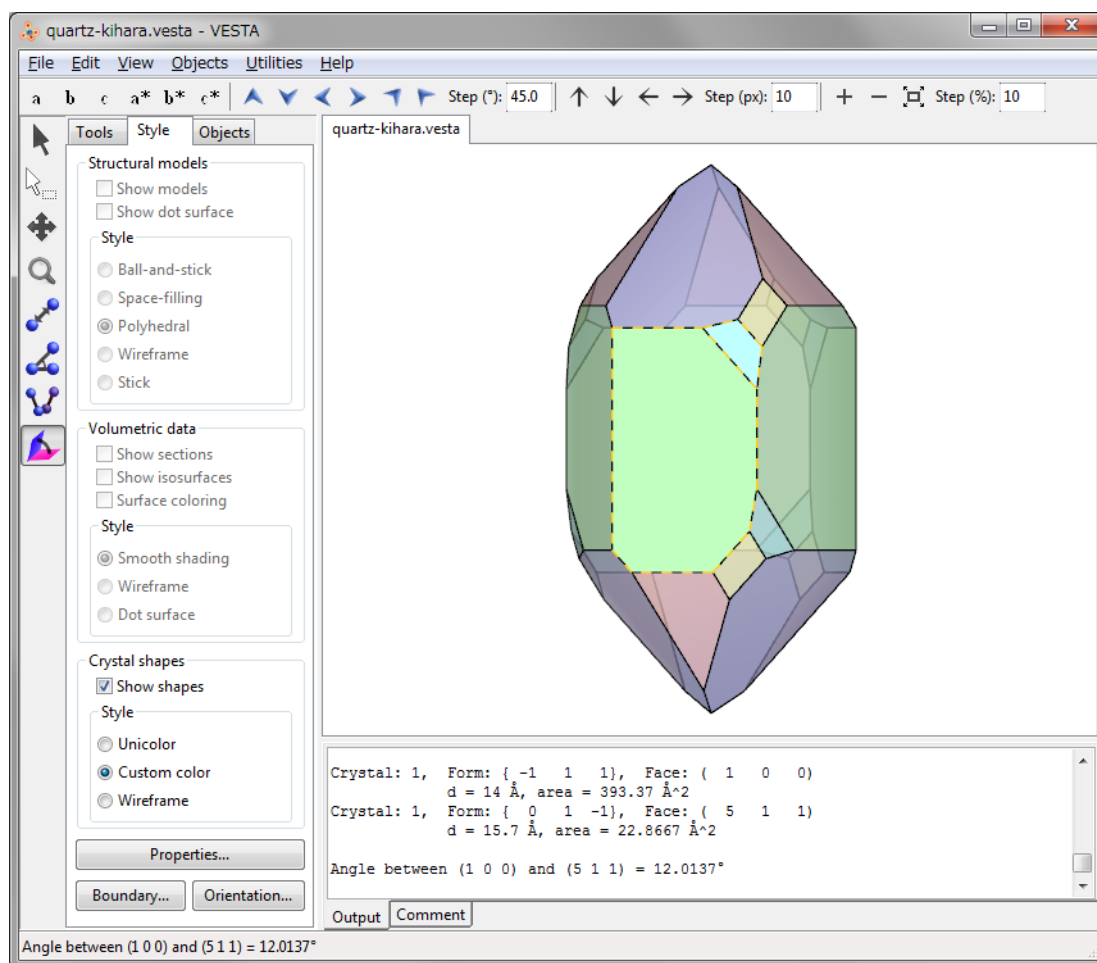 quartz-kihara.vesta - VESTA
File Edit View Objects Utilities Help
a b c a* b* c* Step (°): 45.0 Step (px): 10 Step (%): 10
Tools Style Objects
quartz-kihara.vesta
Structural models
Show models
Show dot surface
Style
Ball-and-stick
Space-filling
Polyhedral
Wireframe
Stick
Volumetric data
Show sections
Show isosurfaces
Surface coloring
Style
Smooth shading
Wireframe
Dot surface
Crystal shapes
Show shapes
Style
Unicolor
Custom color
Wireframe
Properties...
Boundary... Orientation...
Crystal: 1, Form: { -1 1 1}, Face: ( 1 0 0)
d = 14 Å, area = 393.37 Å^2
Crystal: 1, Form: { 0 1 -1}, Face: ( 5 1 1)
d = 15.7 Å, area = 22.8667 Å^2
Angle between (1 0 0) and (5 1 1) = 12.0137°
Output Comment
Angle between (1 0 0) and (5 1 1) = 12.0137°